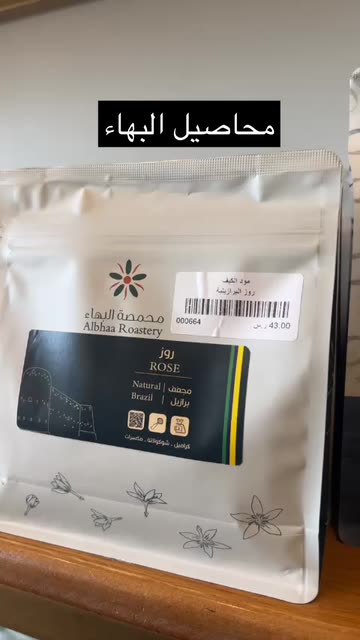 محاصيل البهاء
محمصة البهاء
Albhaa Roastery
مود الكيف
روز البرازيلية
000664
43.00 ر.س
روز
ROSE
Natural | مجفف
Brazil | برازيل
كراميل . شوكولاتة . مكسرات